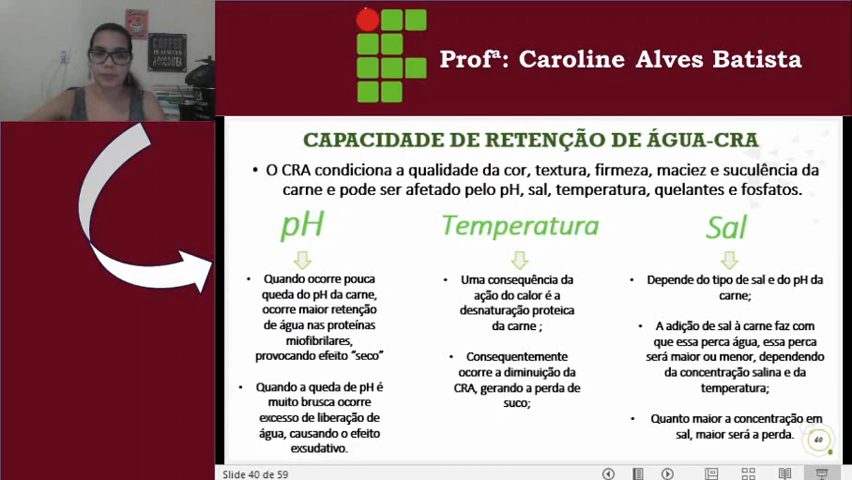 Profª: Caroline Alves Batista
CAPACIDADE DE RETENÇÃO DE ÁGUA-CRA
• O CRA condiciona a qualidade da cor, textura, firmeza, maciez e suculência da
carne e pode ser afetado pelo pH, sal, temperatura, quelantes e fosfatos.
pH
• Quando ocorre pouca
queda do pH da carne,
ocorre maior retenção
de água nas proteínas
miofibrilares,
provocando efeito "seco"
• Quando a queda de pH é
muito brusca ocorre
excesso de liberação de
água, causando o efeito
exsudativo.
Temperatura
• Uma consequência da
ação do calor é a
desnaturação proteica
da carne ;
• Consequentemente
ocorre a diminuição da
CRA, gerando a perda de
suco;
Sal
• Depende do tipo de sal e do pH da
carne;
• A adição de sal à carne faz com
que essa perca água, essa perca
será maior ou menor, dependendo
da concentração salina e da
temperatura;
• Quanto maior a concentração em
sal, maior será a perda.
40
Slide 40 de 59